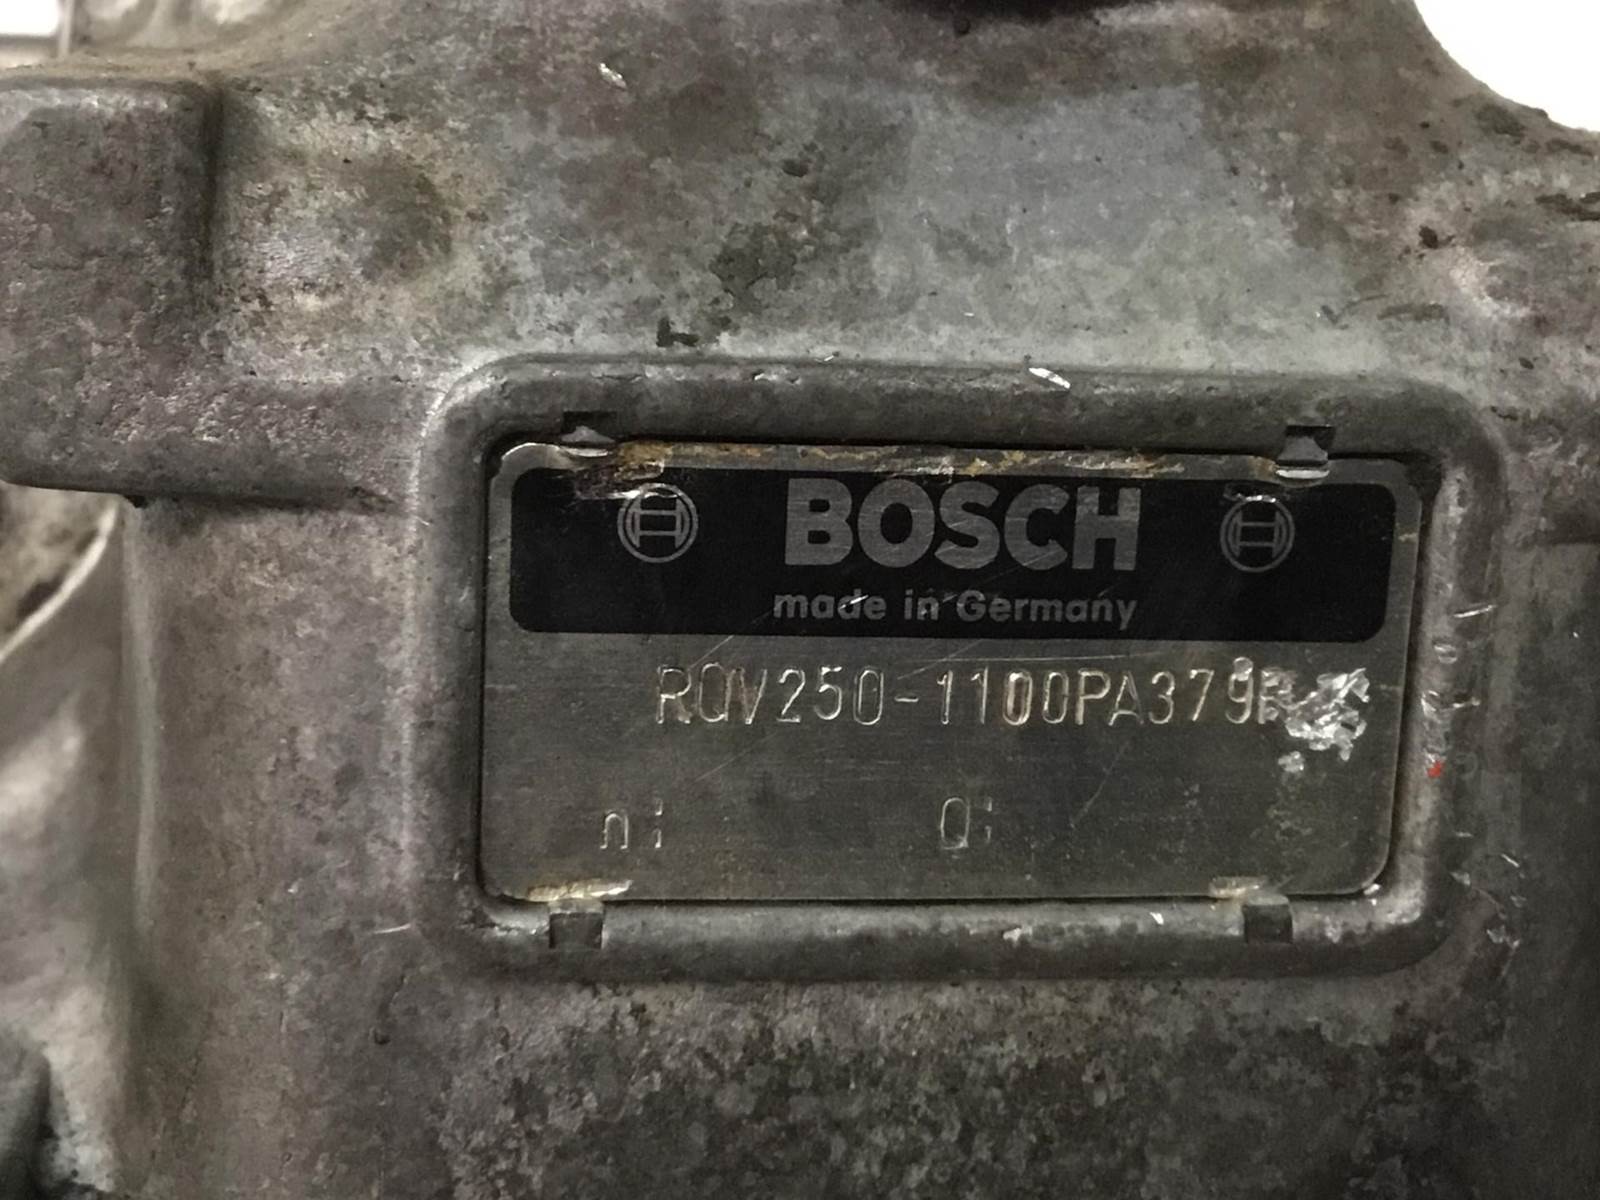 BOSCH
made in Germany
RQV250-1100PA379
n: Q: